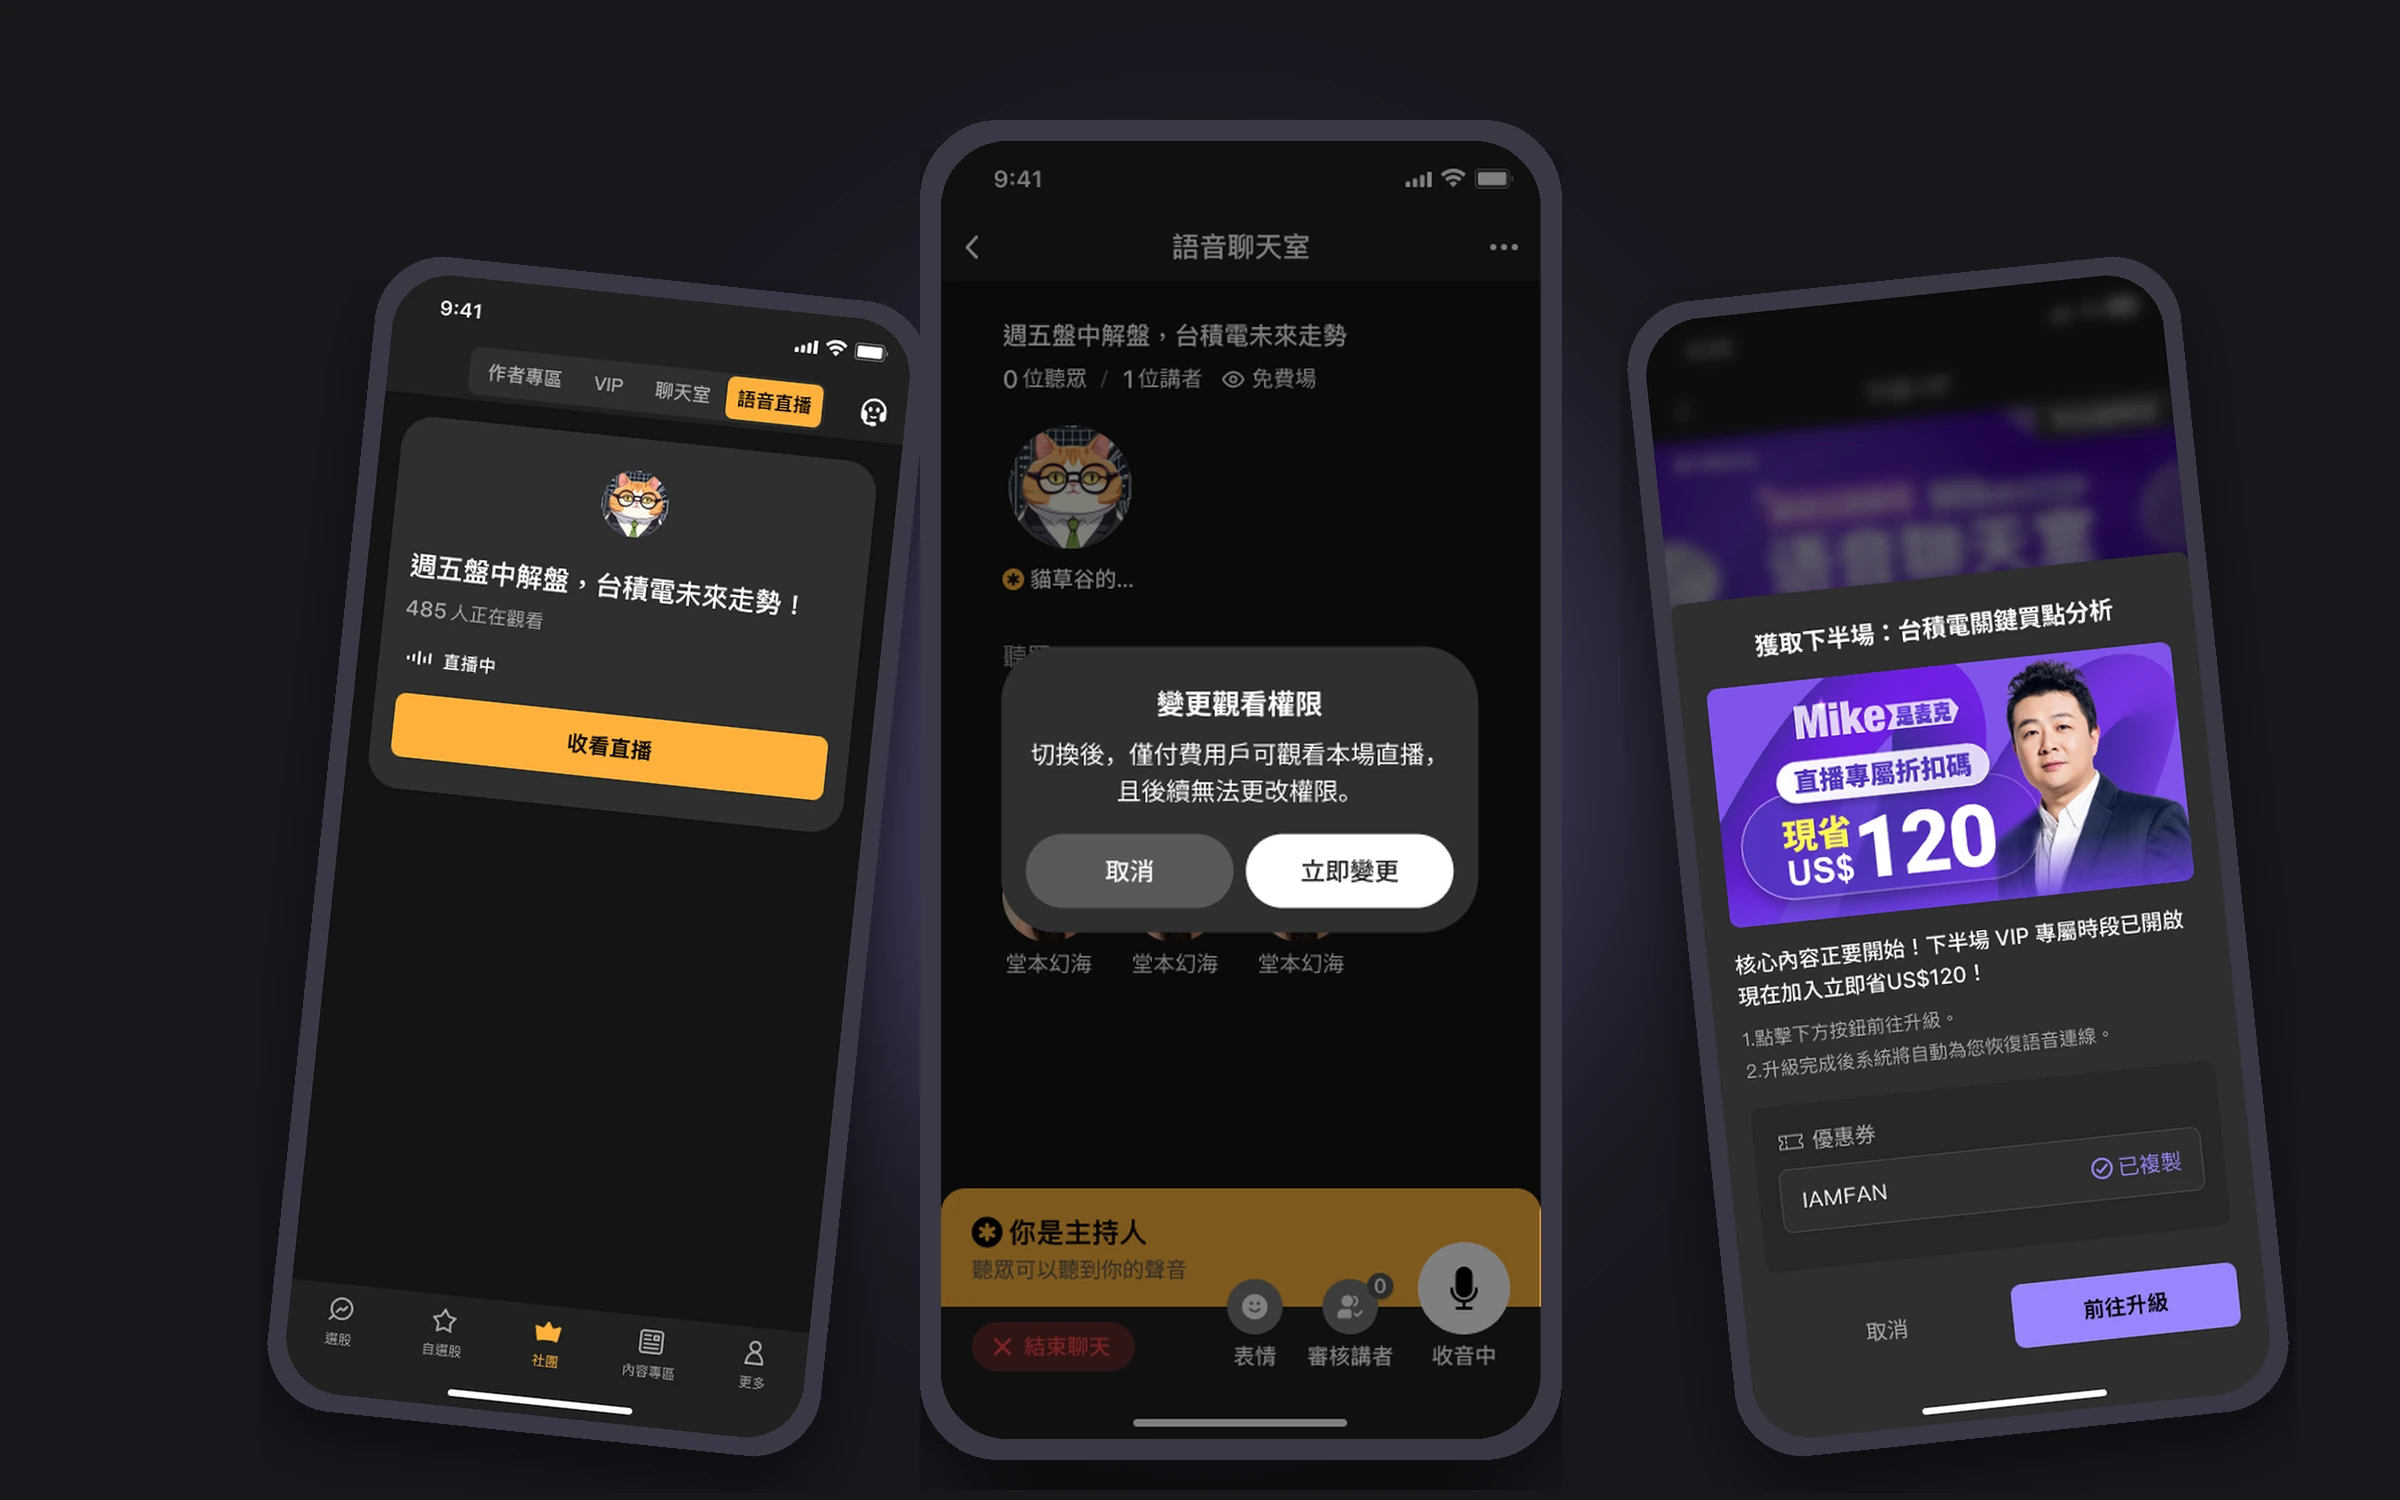 9:41
作者專區 VIP 聊天室 語音直播
週五盤中解盤，台積電未來走勢！
485 人正在觀看
直播中
收看直播
選股 自選股 社團 內容專區 更多
9:41
語音聊天室
週五盤中解盤，台積電未來走勢
0 位聽眾 / 1位講者 免費場
貓草谷的...
變更觀看權限
切換後，僅付費用戶可觀看本場直播，
且後續無法更改權限。
取消 立即變更
堂本幻海 堂本幻海 堂本幻海
你是主持人
聽眾可以聽到你的聲音
0
結束聊天 表情 審核講者 收音中
語音聊天室
獲取下半場：台積電關鍵買點分析
Mike是麥克
直播專屬折扣碼
現省
US$120
核心內容正要開始！下半場 VIP 專屬時段已開啟
現在加入立即省US$120！
1.點擊下方按鈕前往升級。
2.升級完成後系統將自動為您恢復語音連線。
優惠券
IAMFAN 已複製
取消 前往升級